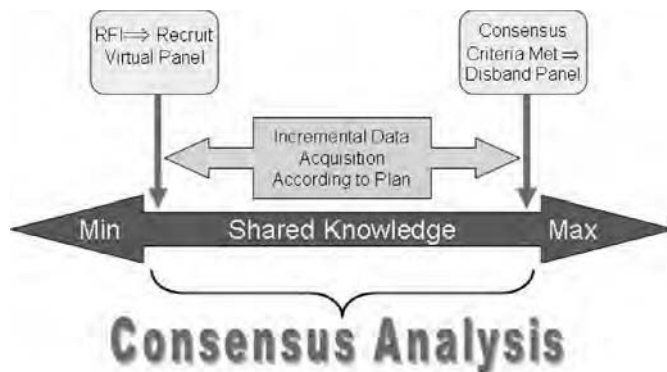 RFI⇒ Recruit
Virtual Panel
Consensus
Criteria Met ⇒
Disband Panel
Incremental Data
Acquisition
According to Plan
Min
Shared Knowledge
Max
Consensus Analysis